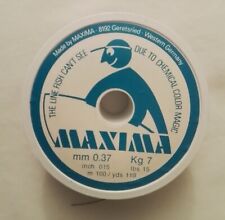 Made by MAXIMA · 8192 Geretsried · Western Germany
THE LINE FISH CAN'T SEE DUE TO CHEMICAL COLOR MAGIC
MAXIMA
mm 0.37 Kg 7
inch .015 lbs 15
m 100 / yds 110